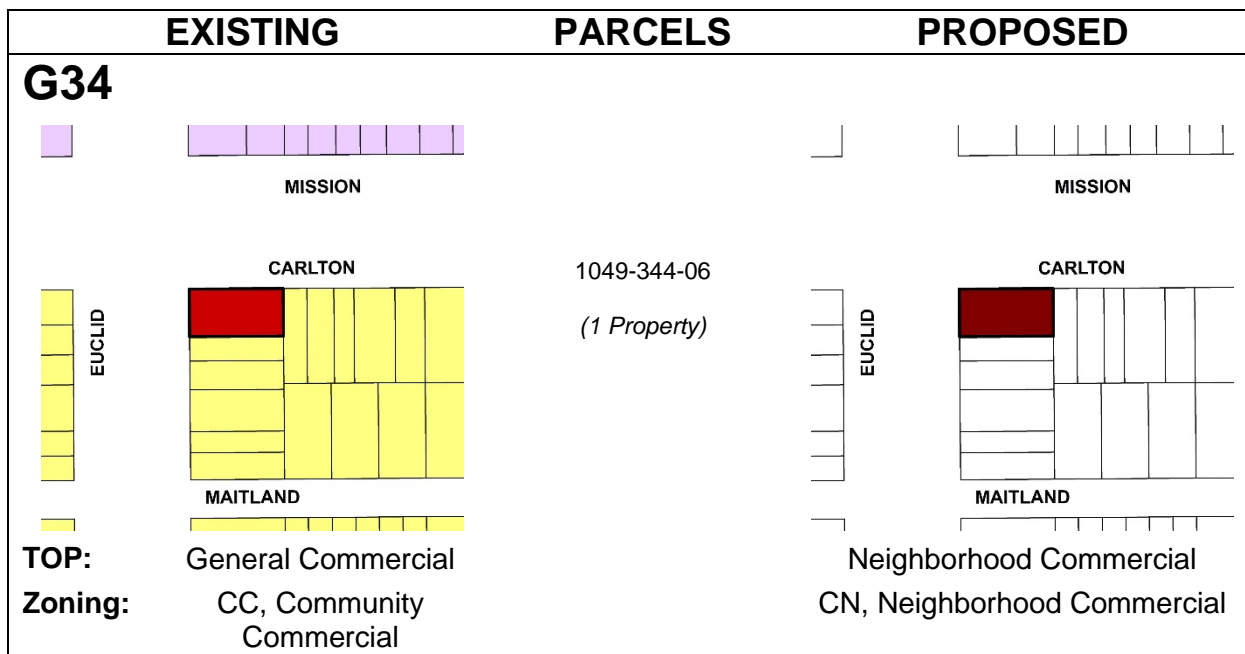 EXISTING PARCELS PROPOSED
G34
MISSION
CARLTON
EUCLID
MAITLAND
1049-344-06
(1 Property)
MISSION
CARLTON
EUCLID
MAITLAND
TOP: General Commercial Neighborhood Commercial
Zoning: CC, Community CN, Neighborhood Commercial
Commercial